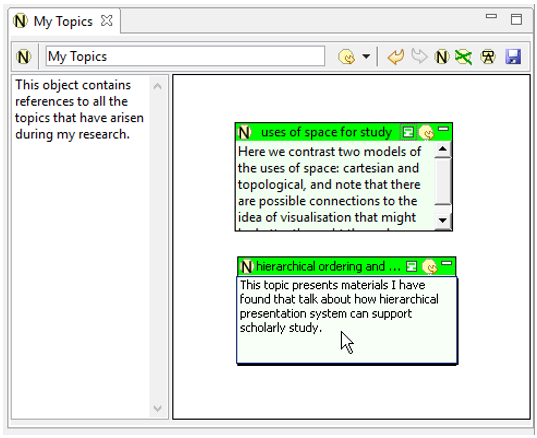 N My Topics
N My Topics N
This object contains
references to all the
topics that have arisen
during my research.
N uses of space for study
Here we contrast two models of
the uses of space: cartesian and
topological, and note that there
are possible connections to the
idea of visualisation that might
N hierarchical ordering and ...
This topic presents materials I have
found that talk about how hierarchical
presentation system can support
scholarly study.